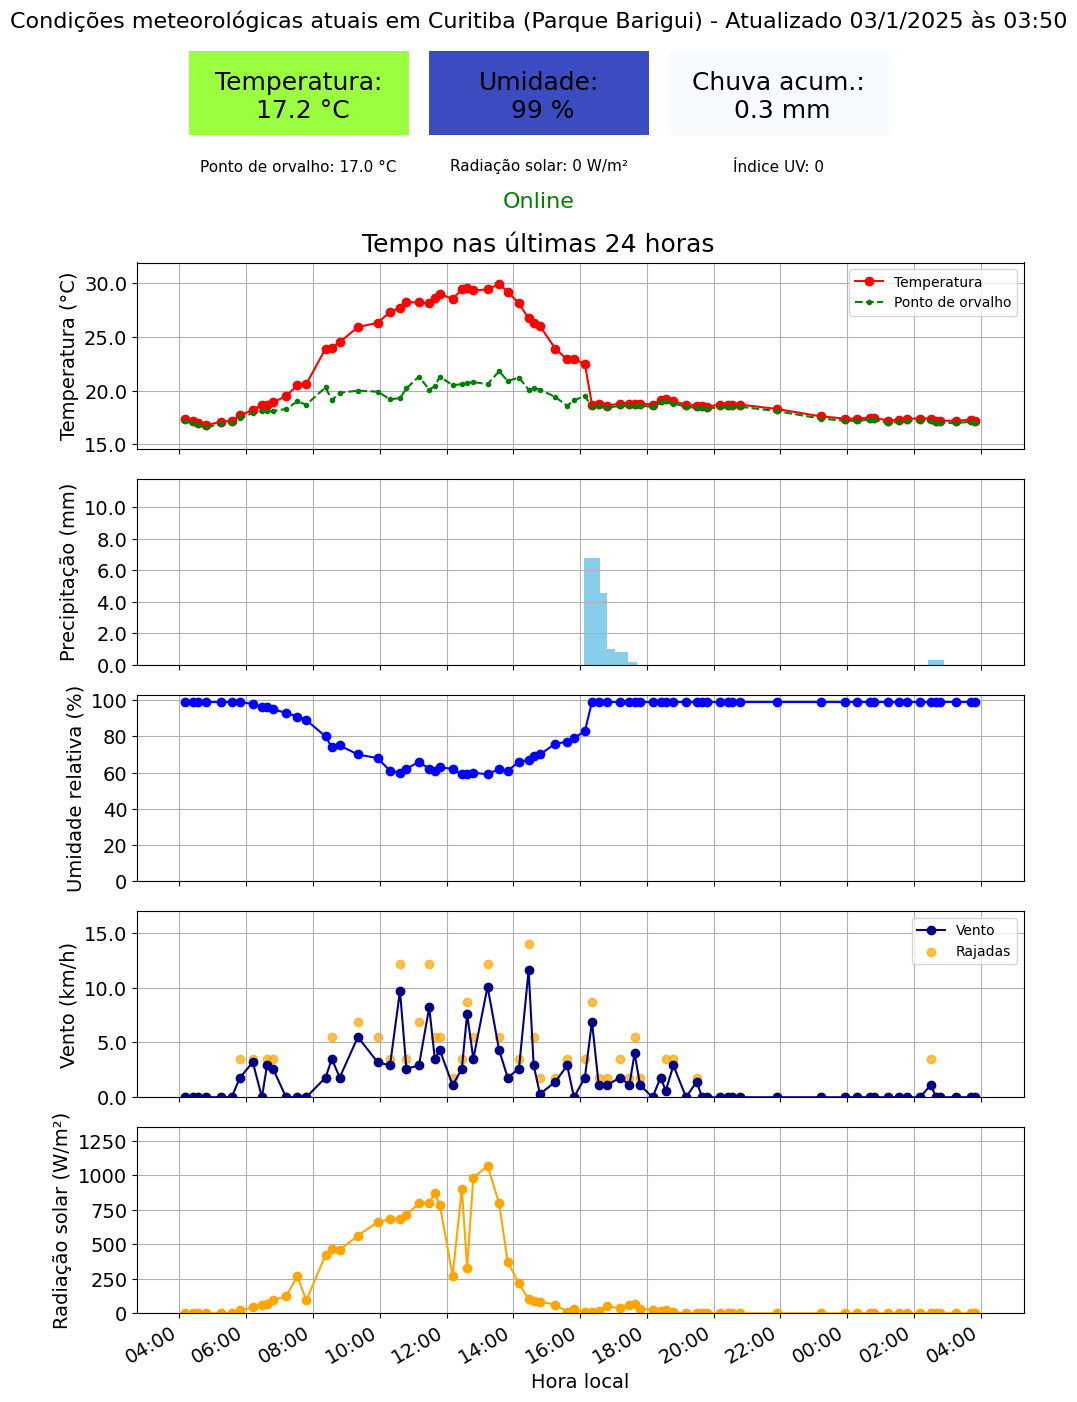 Condições meteorológicas atuais em Curitiba (Parque Barigui) - Atualizado 03/1/2025 às 03:50
Temperatura:
17.2 °C
Umidade:
99 %
Chuva acum.:
0.3 mm
Ponto de orvalho: 17.0 °C
Radiação solar: 0 W/m²
Índice UV: 0
Online
Tempo nas últimas 24 horas
Temperatura (°C)
30.0
25.0
20.0
15.0
Temperatura
Ponto de orvalho
Precipitação (mm)
10.0
8.0
6.0
4.0
2.0
0.0
Umidade relativa (%)
100
80
60
40
20
0
Vento (km/h)
15.0
10.0
5.0
0.0
Vento
Rajadas
Radiação solar (W/m²)
1250
1000
750
500
250
0
04:00
06:00
08:00
10:00
12:00
14:00
16:00
18:00
20:00
22:00
00:00
02:00
04:00
Hora local